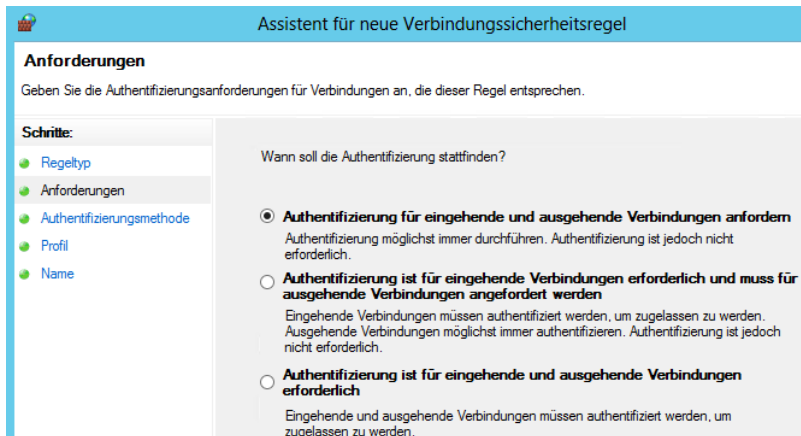 Assistent für neue Verbindungssicherheitsregel
Anforderungen
Geben Sie die Authentifizierungsanforderungen für Verbindungen an, die dieser Regel entsprechen.
Schritte:
Regeltyp
Anforderungen
Authentifizierungsmethode
Profil
Name
Wann soll die Authentifizierung stattfinden?
Authentifizierung für eingehende und ausgehende Verbindungen anfordern
Authentifizierung möglichst immer durchführen. Authentifizierung ist jedoch nicht
erforderlich.
Authentifizierung ist für eingehende Verbindungen erforderlich und muss für
ausgehende Verbindungen angefordert werden
Eingehende Verbindungen müssen authentifiziert werden, um zugelassen zu werden.
Ausgehende Verbindungen möglichst immer authentifizieren. Authentifizierung ist jedoch
nicht erforderlich.
Authentifizierung ist für eingehende und ausgehende Verbindungen
erforderlich
Eingehende und ausgehende Verbindungen müssen authentifiziert werden, um
zugelassen zu werden.